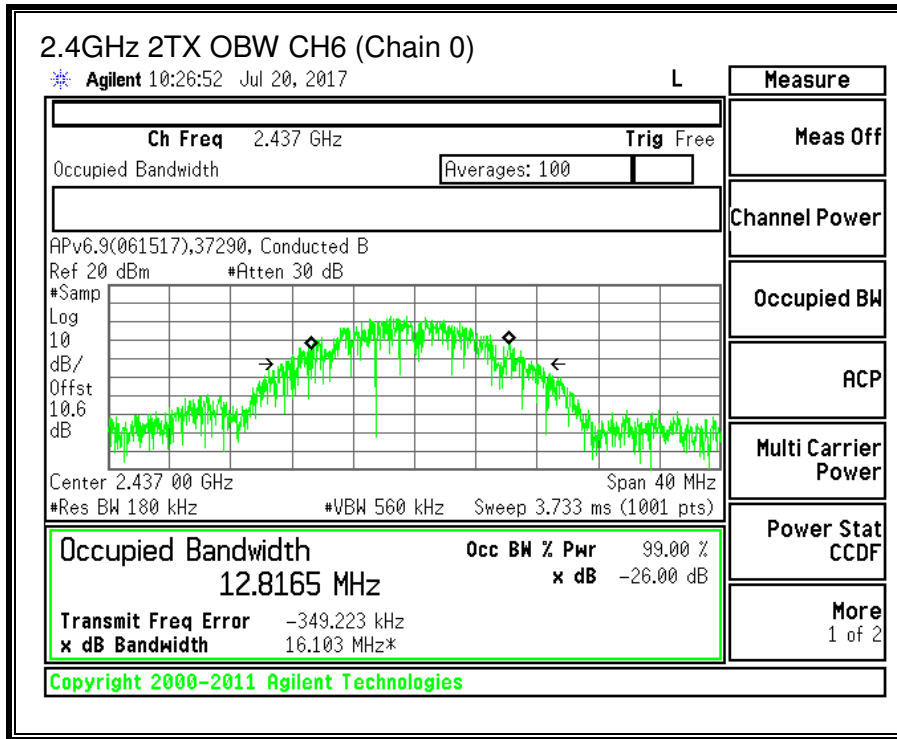 2.4GHz 2TX OBW CH6 (Chain 0)
Agilent 10:26:52 Jul 20, 2017 L
Measure
Ch Freq 2.437 GHz Trig Free
Meas Off
Occupied Bandwidth Averages: 100
Channel Power
APv6.9(061517),37290, Conducted B
Ref 20 dBm #Atten 30 dB
#Samp
Log
10
dB/
Offst
10.6
dB
Occupied BW
ACP
Multi Carrier
Power
Center 2.437 00 GHz Span 40 MHz
#Res BW 180 kHz #VBW 560 kHz Sweep 3.733 ms (1001 pts)
Power Stat
CCDF
Occupied Bandwidth Occ BW % Pwr 99.00 %
12.8165 MHz x dB -26.00 dB
Transmit Freq Error -349.223 kHz
x dB Bandwidth 16.103 MHz*
More
1 of 2
Copyright 2000-2011 Agilent Technologies